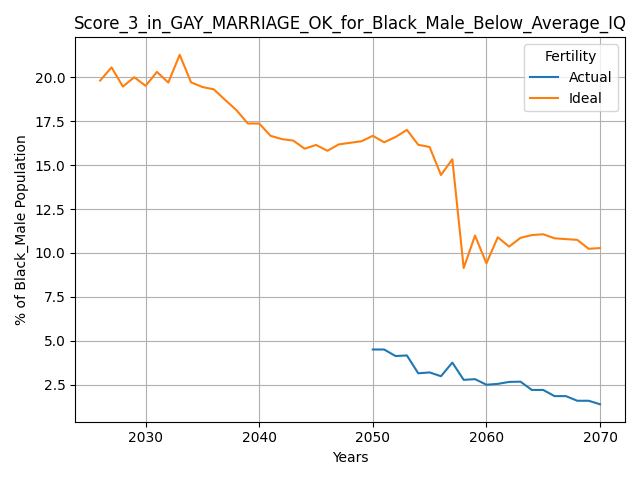 Score_3_in_GAY_MARRIAGE_OK_for_Black_Male_Below_Average_IQ
Fertility
Actual
Ideal
% of Black_Male Population
20.0
17.5
15.0
12.5
10.0
7.5
5.0
2.5
2030 2040 2050 2060 2070
Years